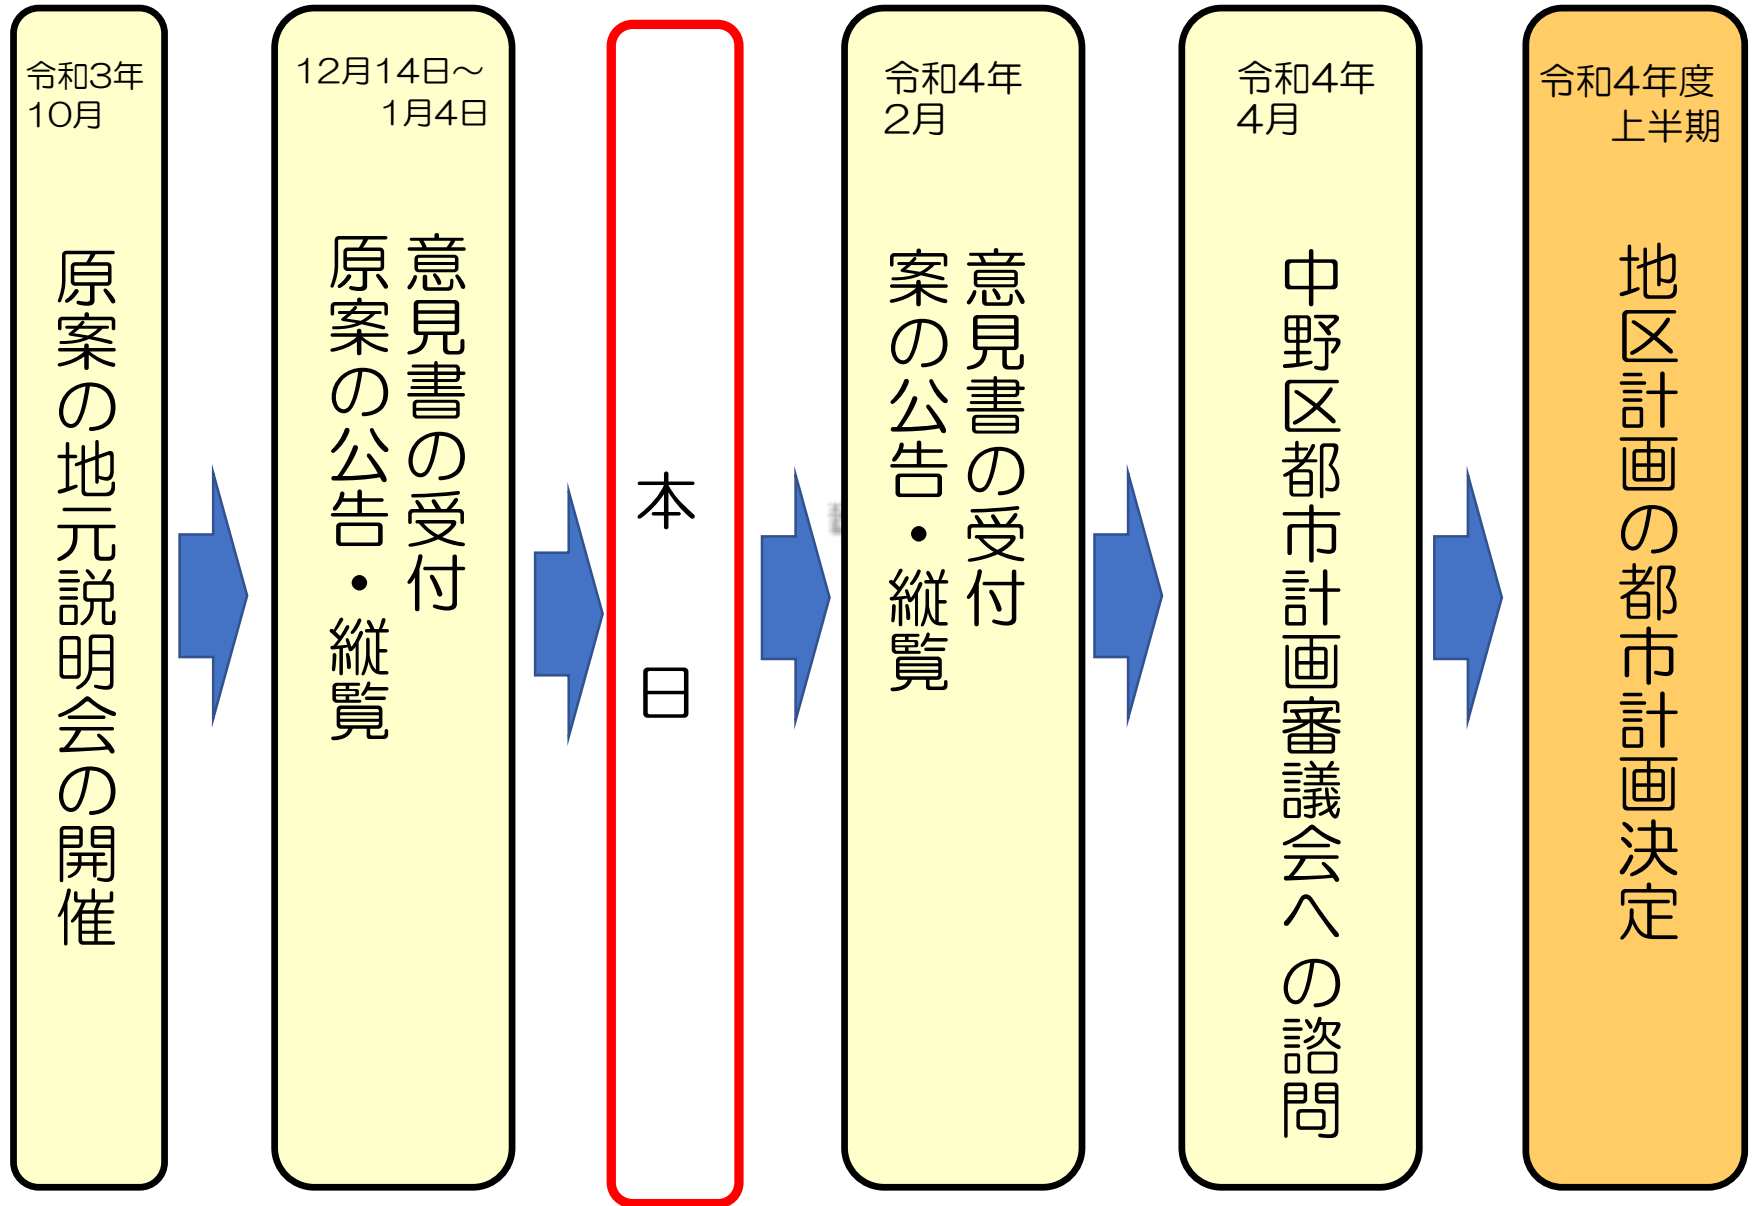 令和3年
10月
原案の地元説明会の開催
12月14日～
1月4日
意見書の受付
原案の公告・縦覧
本日
令和4年
2月
意見書の受付
案の公告・縦覧
令和4年
4月
中野区都市計画審議会への諮問
令和4年度
上半期
地区計画の都市計画決定